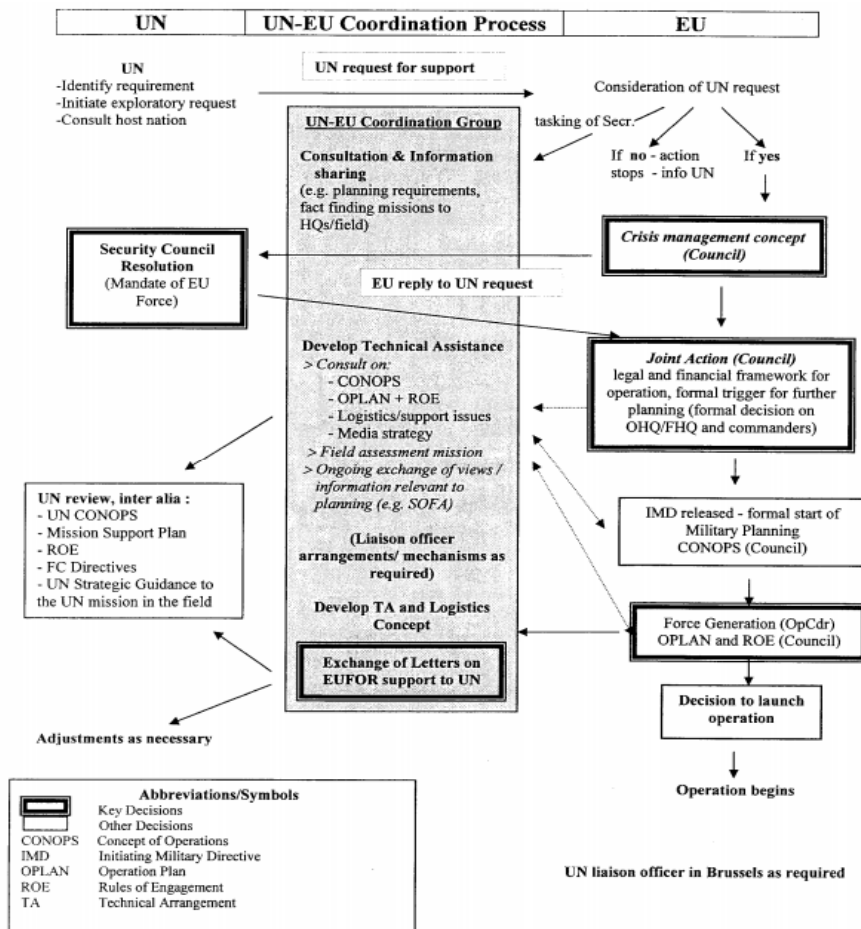 UN
UN-EU Coordination Process
EU
UN
-Identify requirement
-Initiate exploratory request
-Consult host nation
UN request for support
Consideration of UN request
tasking of Secr.
If no - action
stops - info UN
If yes
UN-EU Coordination Group
Consultation & Information
sharing
(e.g. planning requirements,
fact finding missions to
HQs/field)
Crisis management concept
(Council)
Security Council
Resolution
(Mandate of EU
Force)
EU reply to UN request
Develop Technical Assistance
> Consult on:
- CONOPS
- OPLAN + ROE
- Logistics/support issues
- Media strategy
> Field assessment mission
> Ongoing exchange of views /
information relevant to
planning (e.g. SOFA)
(Liaison officer
arrangements/ mechanisms as
required)
Develop TA and Logistics
Concept
Exchange of Letters on
EUFOR support to UN
Joint Action (Council)
legal and financial framework for
operation, formal trigger for further
planning (formal decision on
OHQ/FHQ and commanders)
IMD released - formal start of
Military Planning
CONOPS (Council)
Force Generation (OpCdr)
OPLAN and ROE (Council)
Decision to launch
operation
Operation begins
UN review, inter alia :
- UN CONOPS
- Mission Support Plan
- ROE
- FC Directives
- UN Strategic Guidance to
the UN mission in the field
Adjustments as necessary
Abbreviations/Symbols
Key Decisions
Other Decisions
CONOPS Concept of Operations
IMD Initiating Military Directive
OPLAN Operation Plan
ROE Rules of Engagement
TA Technical Arrangement
UN liaison officer in Brussels as required